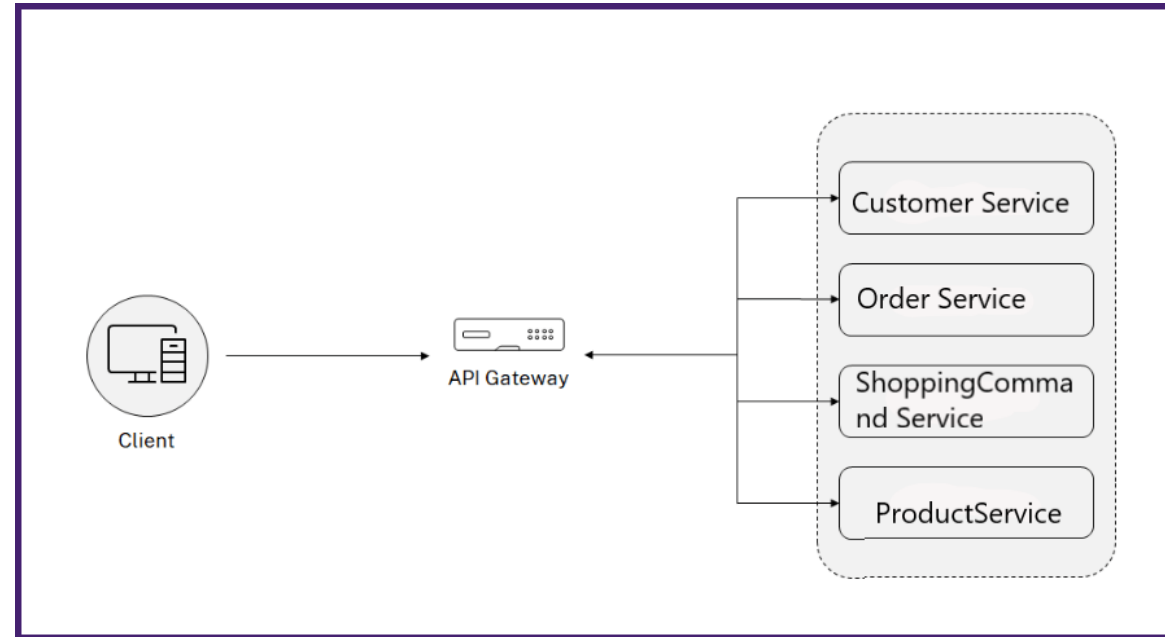 Customer Service
Order Service
ShoppingComma
nd Service
ProductService
API Gateway
Client